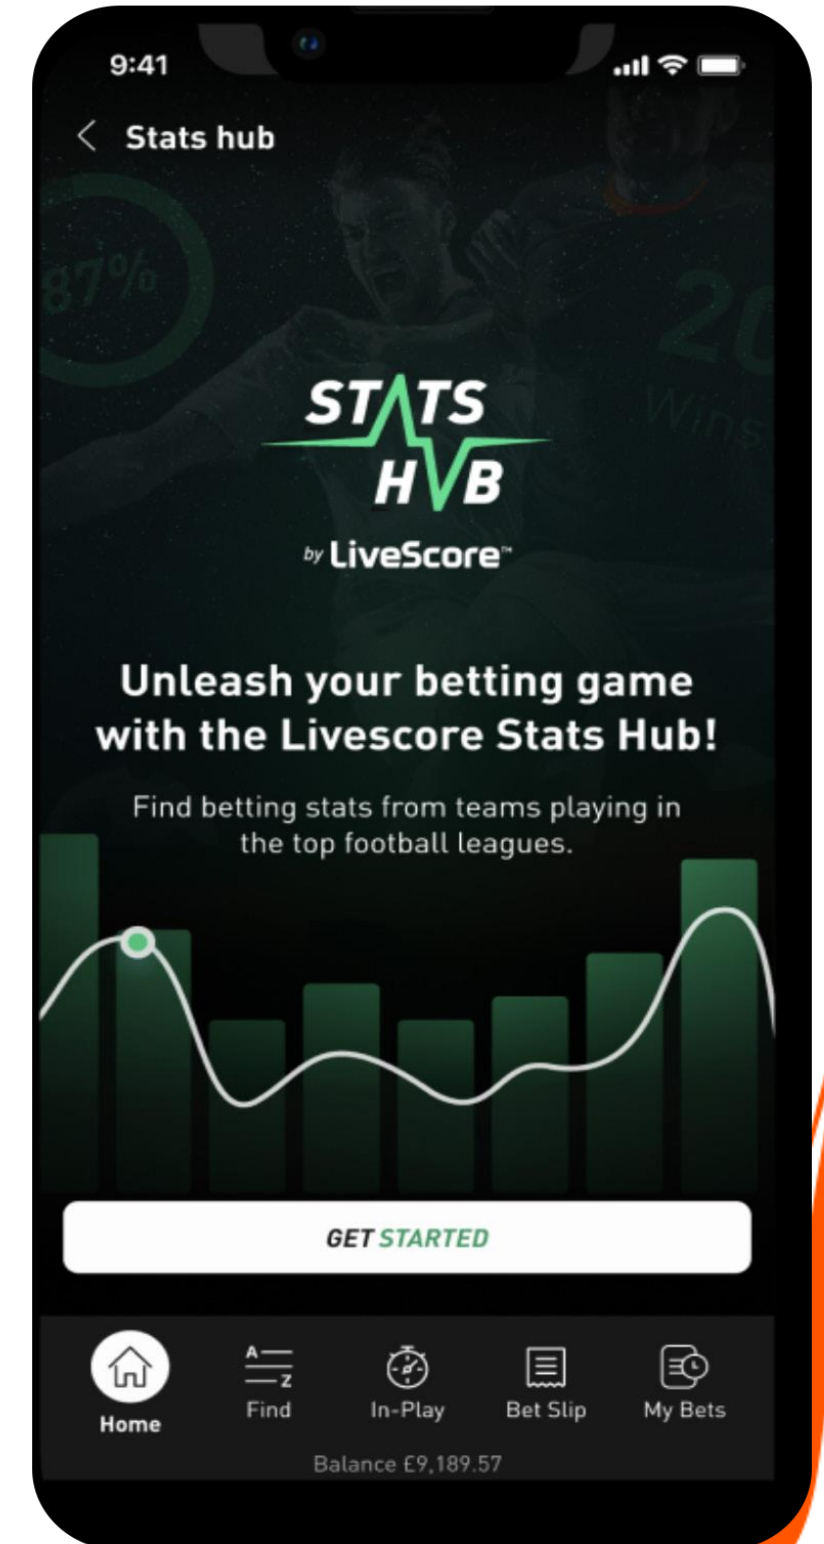 9:41
Stats hub
87%
20
Wins
STATS
HUB
by LiveScore™
Unleash your betting game
with the Livescore Stats Hub!
Find betting stats from teams playing in
the top football leagues.
GET STARTED
A
Z
Home
Find
In-Play
Bet Slip
My Bets
Balance £9,189.57